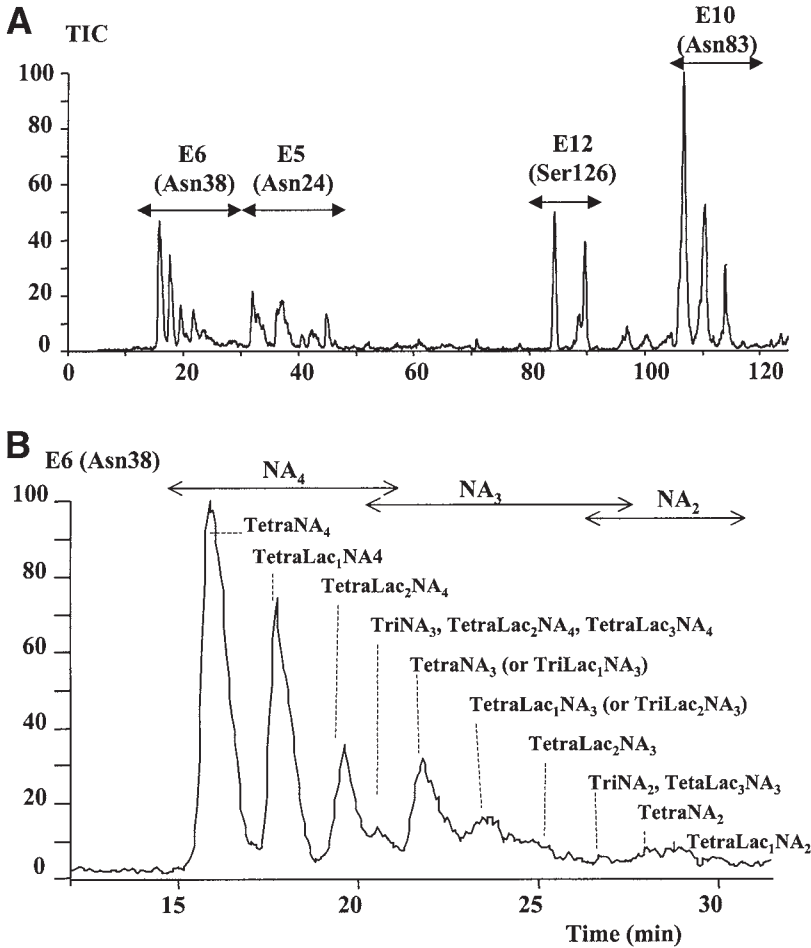 A
TIC
E10
(Asn83)
100
80
60
40
20
0
E6
(Asn38)
E5
(Asn24)
E12
(Ser126)
0 20 40 60 80 100 120
B
E6 (Asn38)
NA₄
NA₃
NA₂
100
80
60
40
20
0
TetraNA₄
TetraLac₁NA4
TetraLac₂NA₄
TriNA₃, TetraLac₂NA₄, TetraLac₃NA₄
TetraNA₃ (or TriLac₁NA₃)
TetraLac₁NA₃ (or TriLac₂NA₃)
TetraLac₂NA₃
TriNA₂, TetaLac₃NA₃
TetraNA₂
TetraLac₁NA₂
15 20 25 30
Time (min)